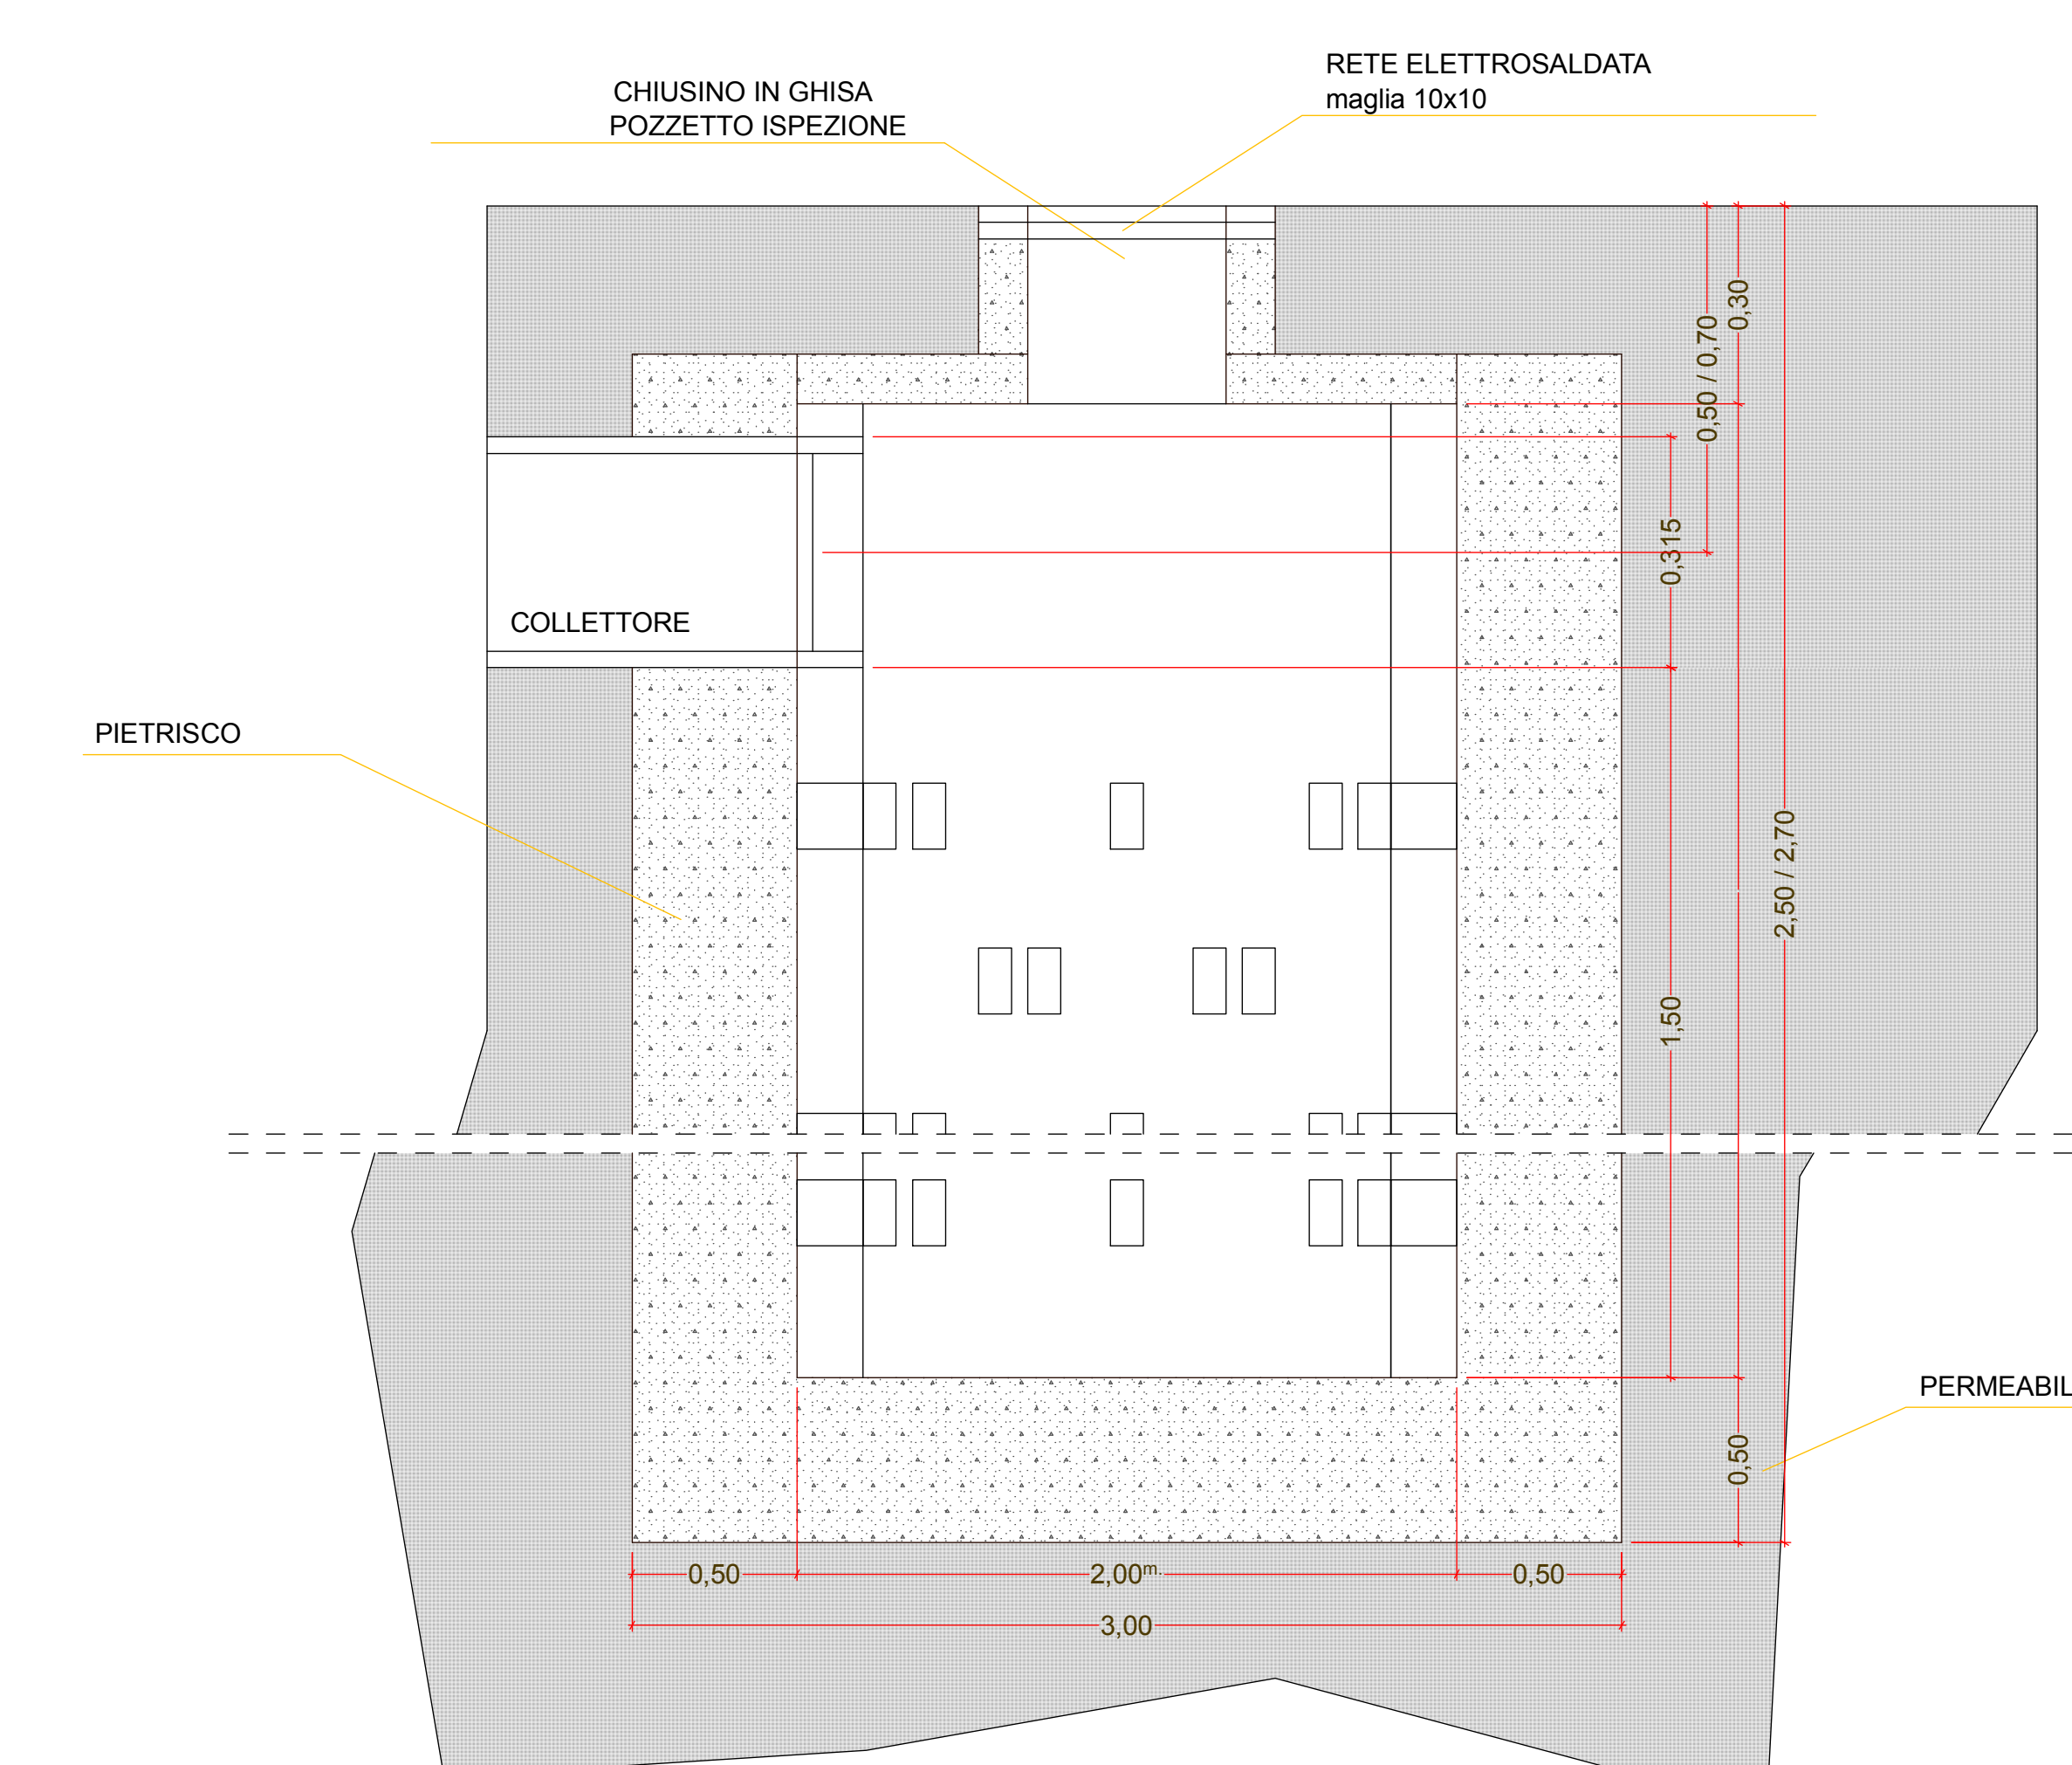 RETE ELETTROSALDATA
maglia 10x10
CHIUSINO IN GHISA
POZZETTO ISPEZIONE
0,30
0,50 / 0,70
0,315
COLLETTORE
PIETRISCO
2,50 / 2,70
1,50
PERMEABIL
0,50
0,50
2,00m.
0,50
3,00